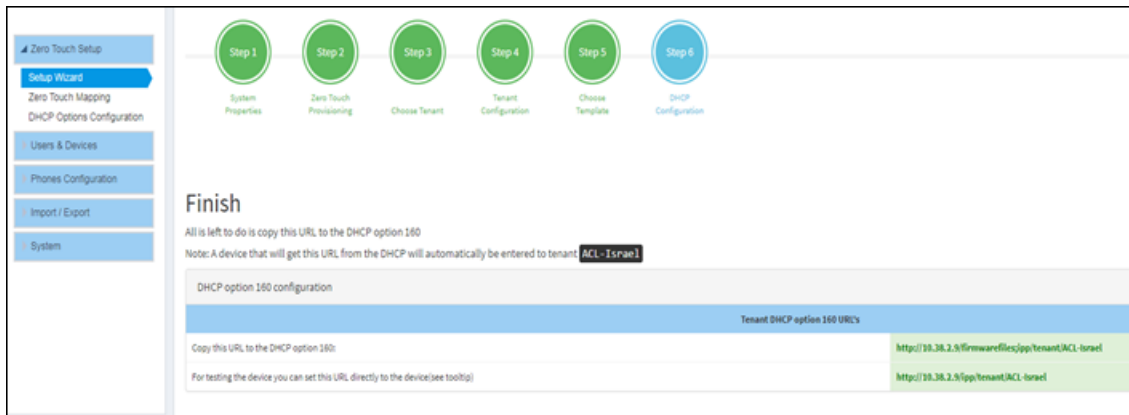 Zero Touch Setup
Setup Wizard
Zero Touch Mapping
DHCP Options Configuration
Users & Devices
Phones Configuration
Import / Export
System
Step 1
Step 2
Step 3
Step 4
Step 5
Step 6
System
Properties
Zero Touch
Provisioning
Choose Tenant
Tenant
Configuration
Choose
Template
DHCP
Configuration
Finish
All is left to do is copy this URL to the DHCP option 160
Note: A device that will get this URL from the DHCP will automatically be entered to tenant ACL-Israel
DHCP option 160 configuration
Tenant DHCP option 160 URL's
Copy this URL to the DHCP option 160:
http://10.38.2.9/firmwarefiles;ipp/tenant/ACL-Israel
For testing the device you can set this URL directly to the device(see tooltip)
http://10.38.2.9/ipp/tenant/ACL-Israel